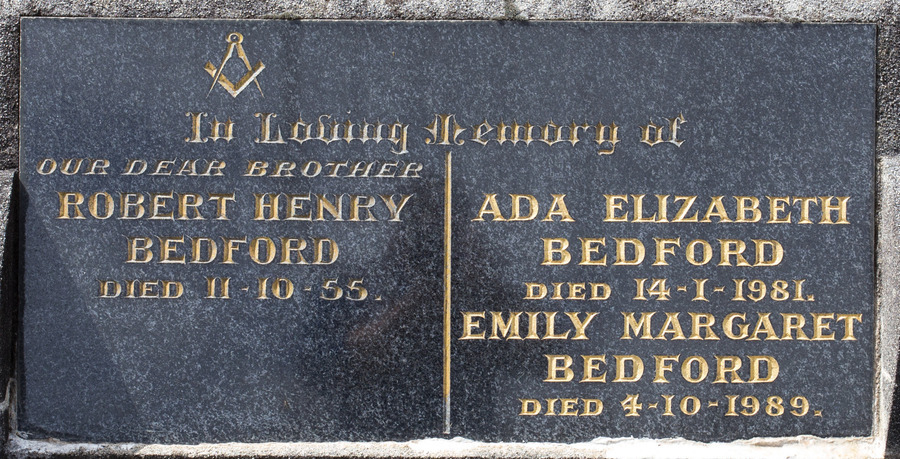 In Loving Memory of
OUR DEAR BROTHER
ROBERT HENRY
BEDFORD
DIED 11-10-55.
ADA ELIZABETH
BEDFORD
DIED 14-1-1981.
EMILY MARGARET
BEDFORD
DIED 4-10-1989.